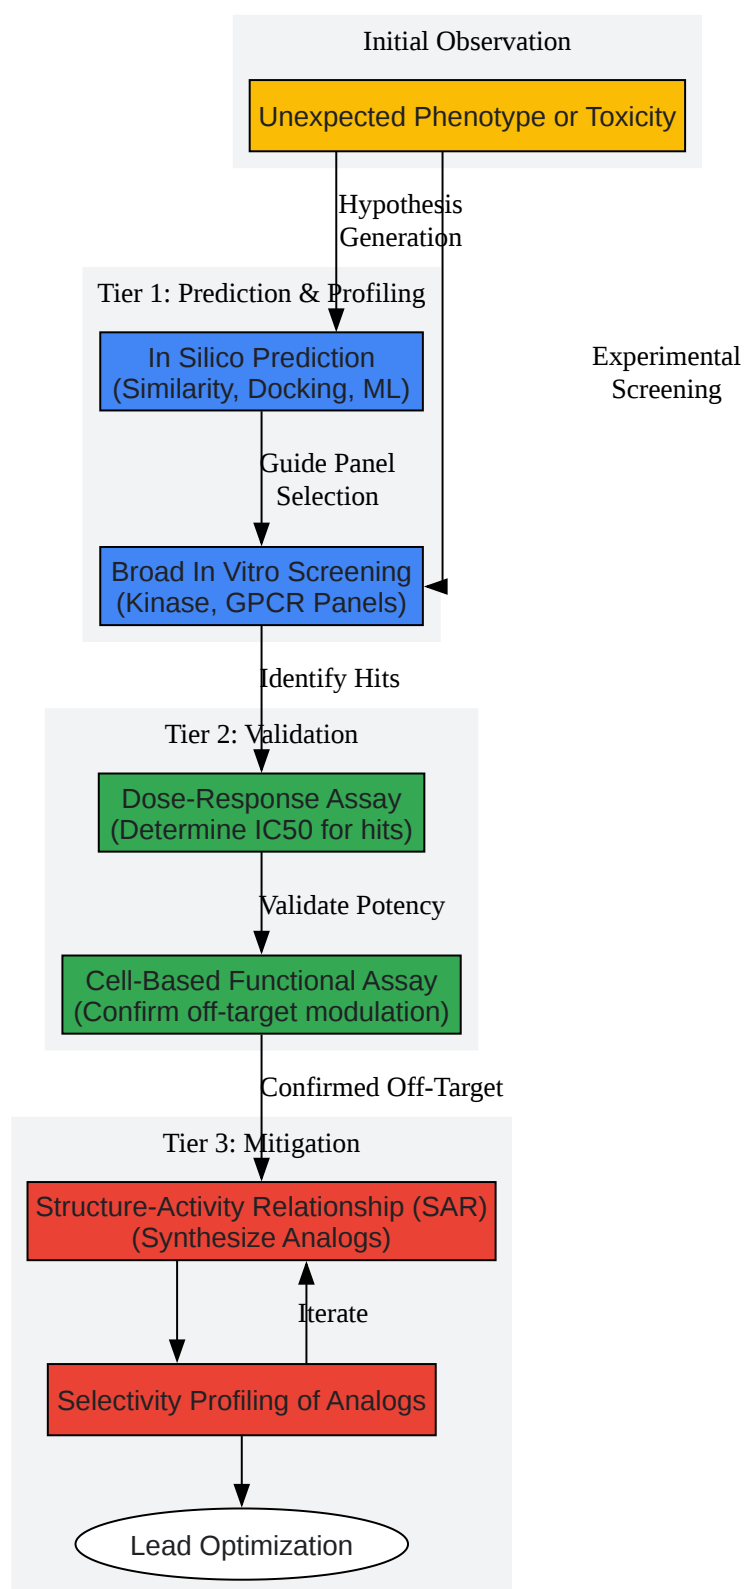 Initial Observation
Unexpected Phenotype or Toxicity
Hypothesis
Generation
Tier 1: Prediction & Profiling
In Silico Prediction
(Similarity, Docking, ML)
Experimental
Screening
Guide Panel
Selection
Broad In Vitro Screening
(Kinase, GPCR Panels)
Identify Hits
Tier 2: Validation
Dose-Response Assay
(Determine IC50 for hits)
Validate Potency
Cell-Based Functional Assay
(Confirm off-target modulation)
Confirmed Off-Target
Tier 3: Mitigation
Structure-Activity Relationship (SAR)
(Synthesize Analogs)
Iterate
Selectivity Profiling of Analogs
Lead Optimization